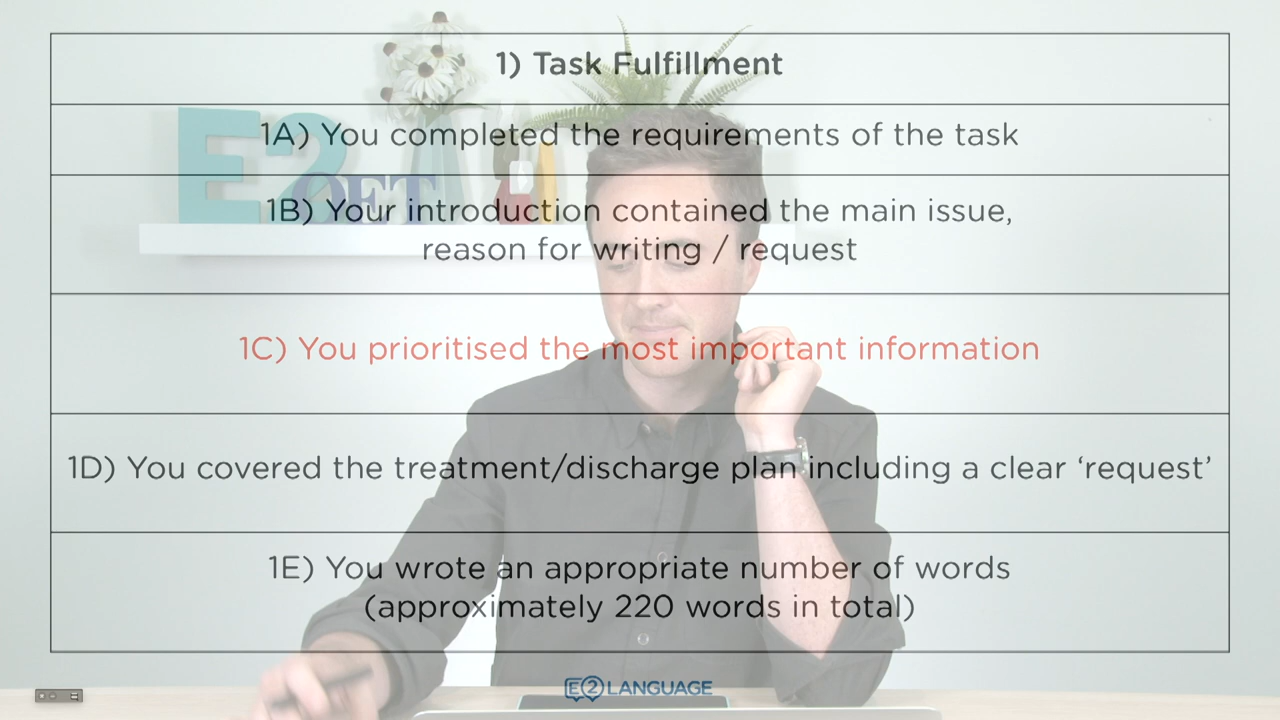 1) Task Fulfillment
1A) You completed the requirements of the task
E2
OET
1B) Your introduction contained the main issue,
reason for writing / request
1C) You prioritised the most important information
1D) You covered the treatment/discharge plan including a clear ‘request’
1E) You wrote an appropriate number of words
(approximately 220 words in total)
E2 LANGUAGE